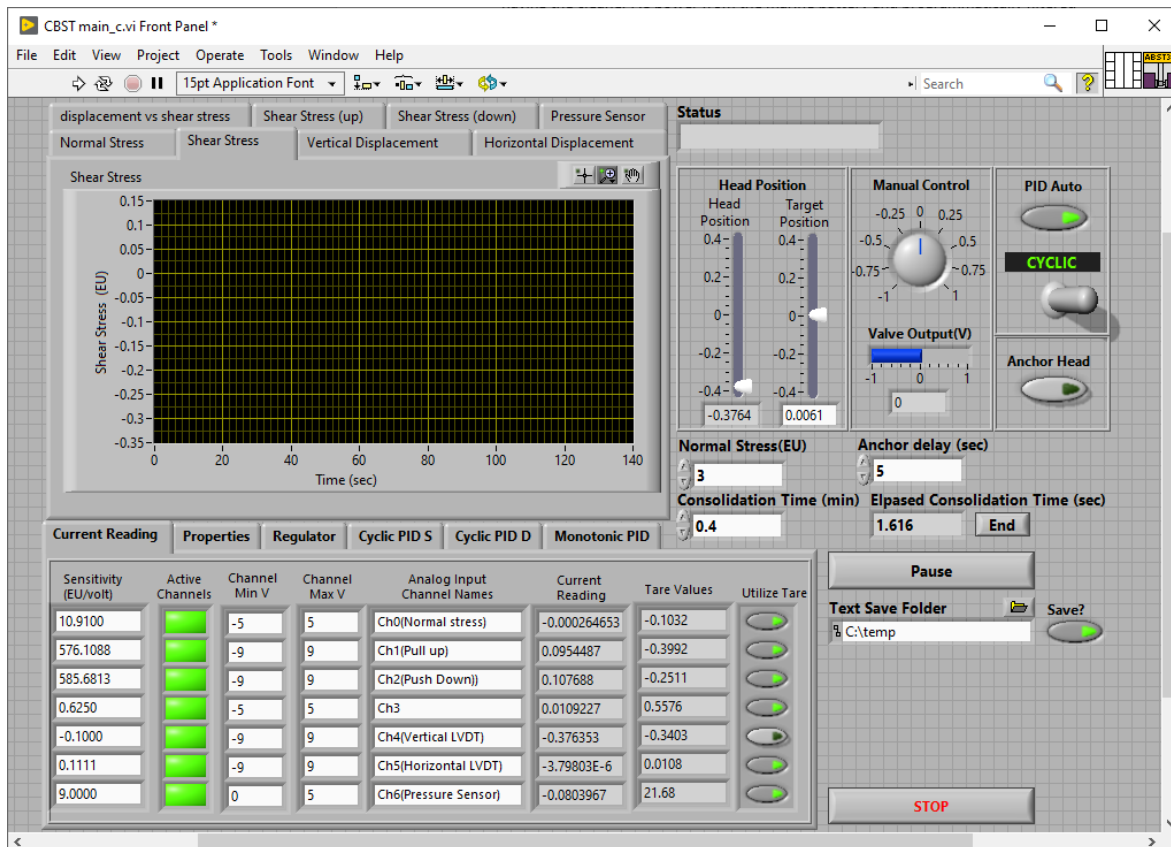 CBST main_c.vi Front Panel *
File Edit View Project Operate Tools Window Help
15pt Application Font
Search
?
ABST3
displacement vs shear stress Shear Stress (up) Shear Stress (down) Pressure Sensor
Normal Stress Shear Stress Vertical Displacement Horizontal Displacement
Shear Stress
Shear Stress (EU)
0.15
0.1
0.05
0
-0.05
-0.1
-0.15
-0.2
-0.25
-0.3
-0.35
0 20 40 60 80 100 120 140
Time (sec)
Status
Head Position
Head Position
Target Position
0.4 0.4
0.2 0.2
0 0
-0.2 -0.2
-0.4 -0.4
-0.3764 0.0061
Manual Control
-0.25 0 0.25
-0.5 0.5
-0.75 0.75
-1 1
Valve Output(V)
-1 0 1
0
PID Auto
CYCLIC
Anchor Head
Normal Stress(EU) Anchor delay (sec)
3 5
Consolidation Time (min) Elpased Consolidation Time (sec)
0.4 1.616 End
Pause
Text Save Folder Save?
C:\temp
STOP
Current Reading Properties Regulator Cyclic PID S Cyclic PID D Monotonic PID
Sensitivity (EU/volt) Active Channels Channel Min V Channel Max V Analog Input Channel Names Current Reading Tare Values Utilize Tare
10.9100 -5 5 Ch0(Normal stress) -0.000264653 -0.1032
576.1088 -9 9 Ch1(Pull up) 0.0954487 -0.3992
585.6813 -9 9 Ch2(Push Down)) 0.107688 -0.2511
0.6250 -5 5 Ch3 0.0109227 0.5576
-0.1000 -9 9 Ch4(Vertical LVDT) -0.376353 -0.3403
0.1111 -9 9 Ch5(Horizontal LVDT) -3.79803E-6 0.0108
9.0000 0 5 Ch6(Pressure Sensor) -0.0803967 21.68